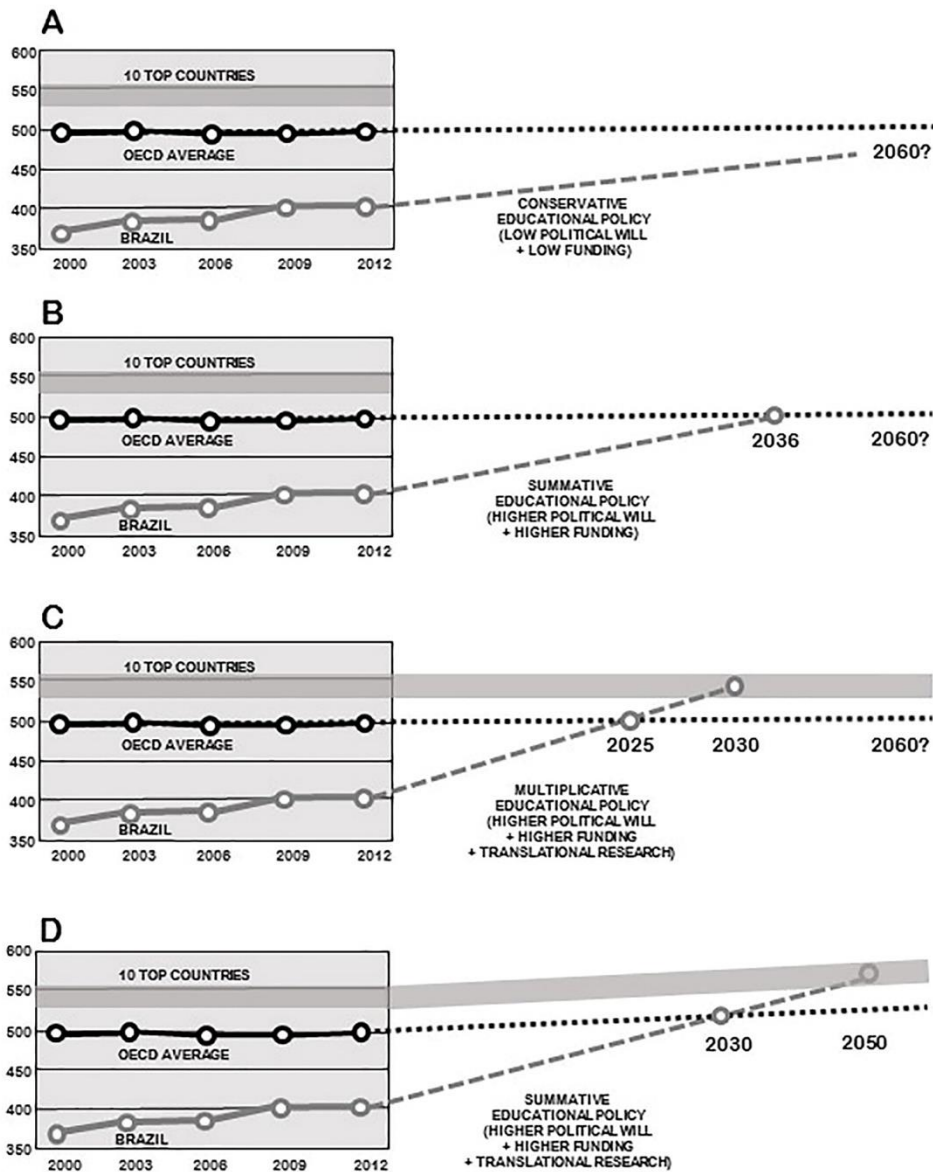 A
600
10 TOP COUNTRIES
550
500
OECD AVERAGE
450
2060?
400
CONSERVATIVE
EDUCATIONAL POLICY
(LOW POLITICAL WILL
+ LOW FUNDING)
BRAZIL
350
2000 2003 2006 2009 2012
B
600
10 TOP COUNTRIES
550
500
OECD AVERAGE
2036 2060?
450
400
SUMMATIVE
EDUCATIONAL POLICY
(HIGHER POLITICAL WILL
+ HIGHER FUNDING)
BRAZIL
350
2000 2003 2006 2009 2012
C
600
10 TOP COUNTRIES
550
500
OECD AVERAGE
2025 2030 2060?
450
400
MULTIPLICATIVE
EDUCATIONAL POLICY
(HIGHER POLITICAL WILL
+ HIGHER FUNDING
+ TRANSLATIONAL RESEARCH)
BRAZIL
350
2000 2003 2006 2009 2012
D
600
10 TOP COUNTRIES
550
500
OECD AVERAGE
2030 2050
450
400
SUMMATIVE
EDUCATIONAL POLICY
(HIGHER POLITICAL WILL
+ HIGHER FUNDING
+ TRANSLATIONAL RESEARCH)
BRAZIL
350
2000 2003 2006 2009 2012